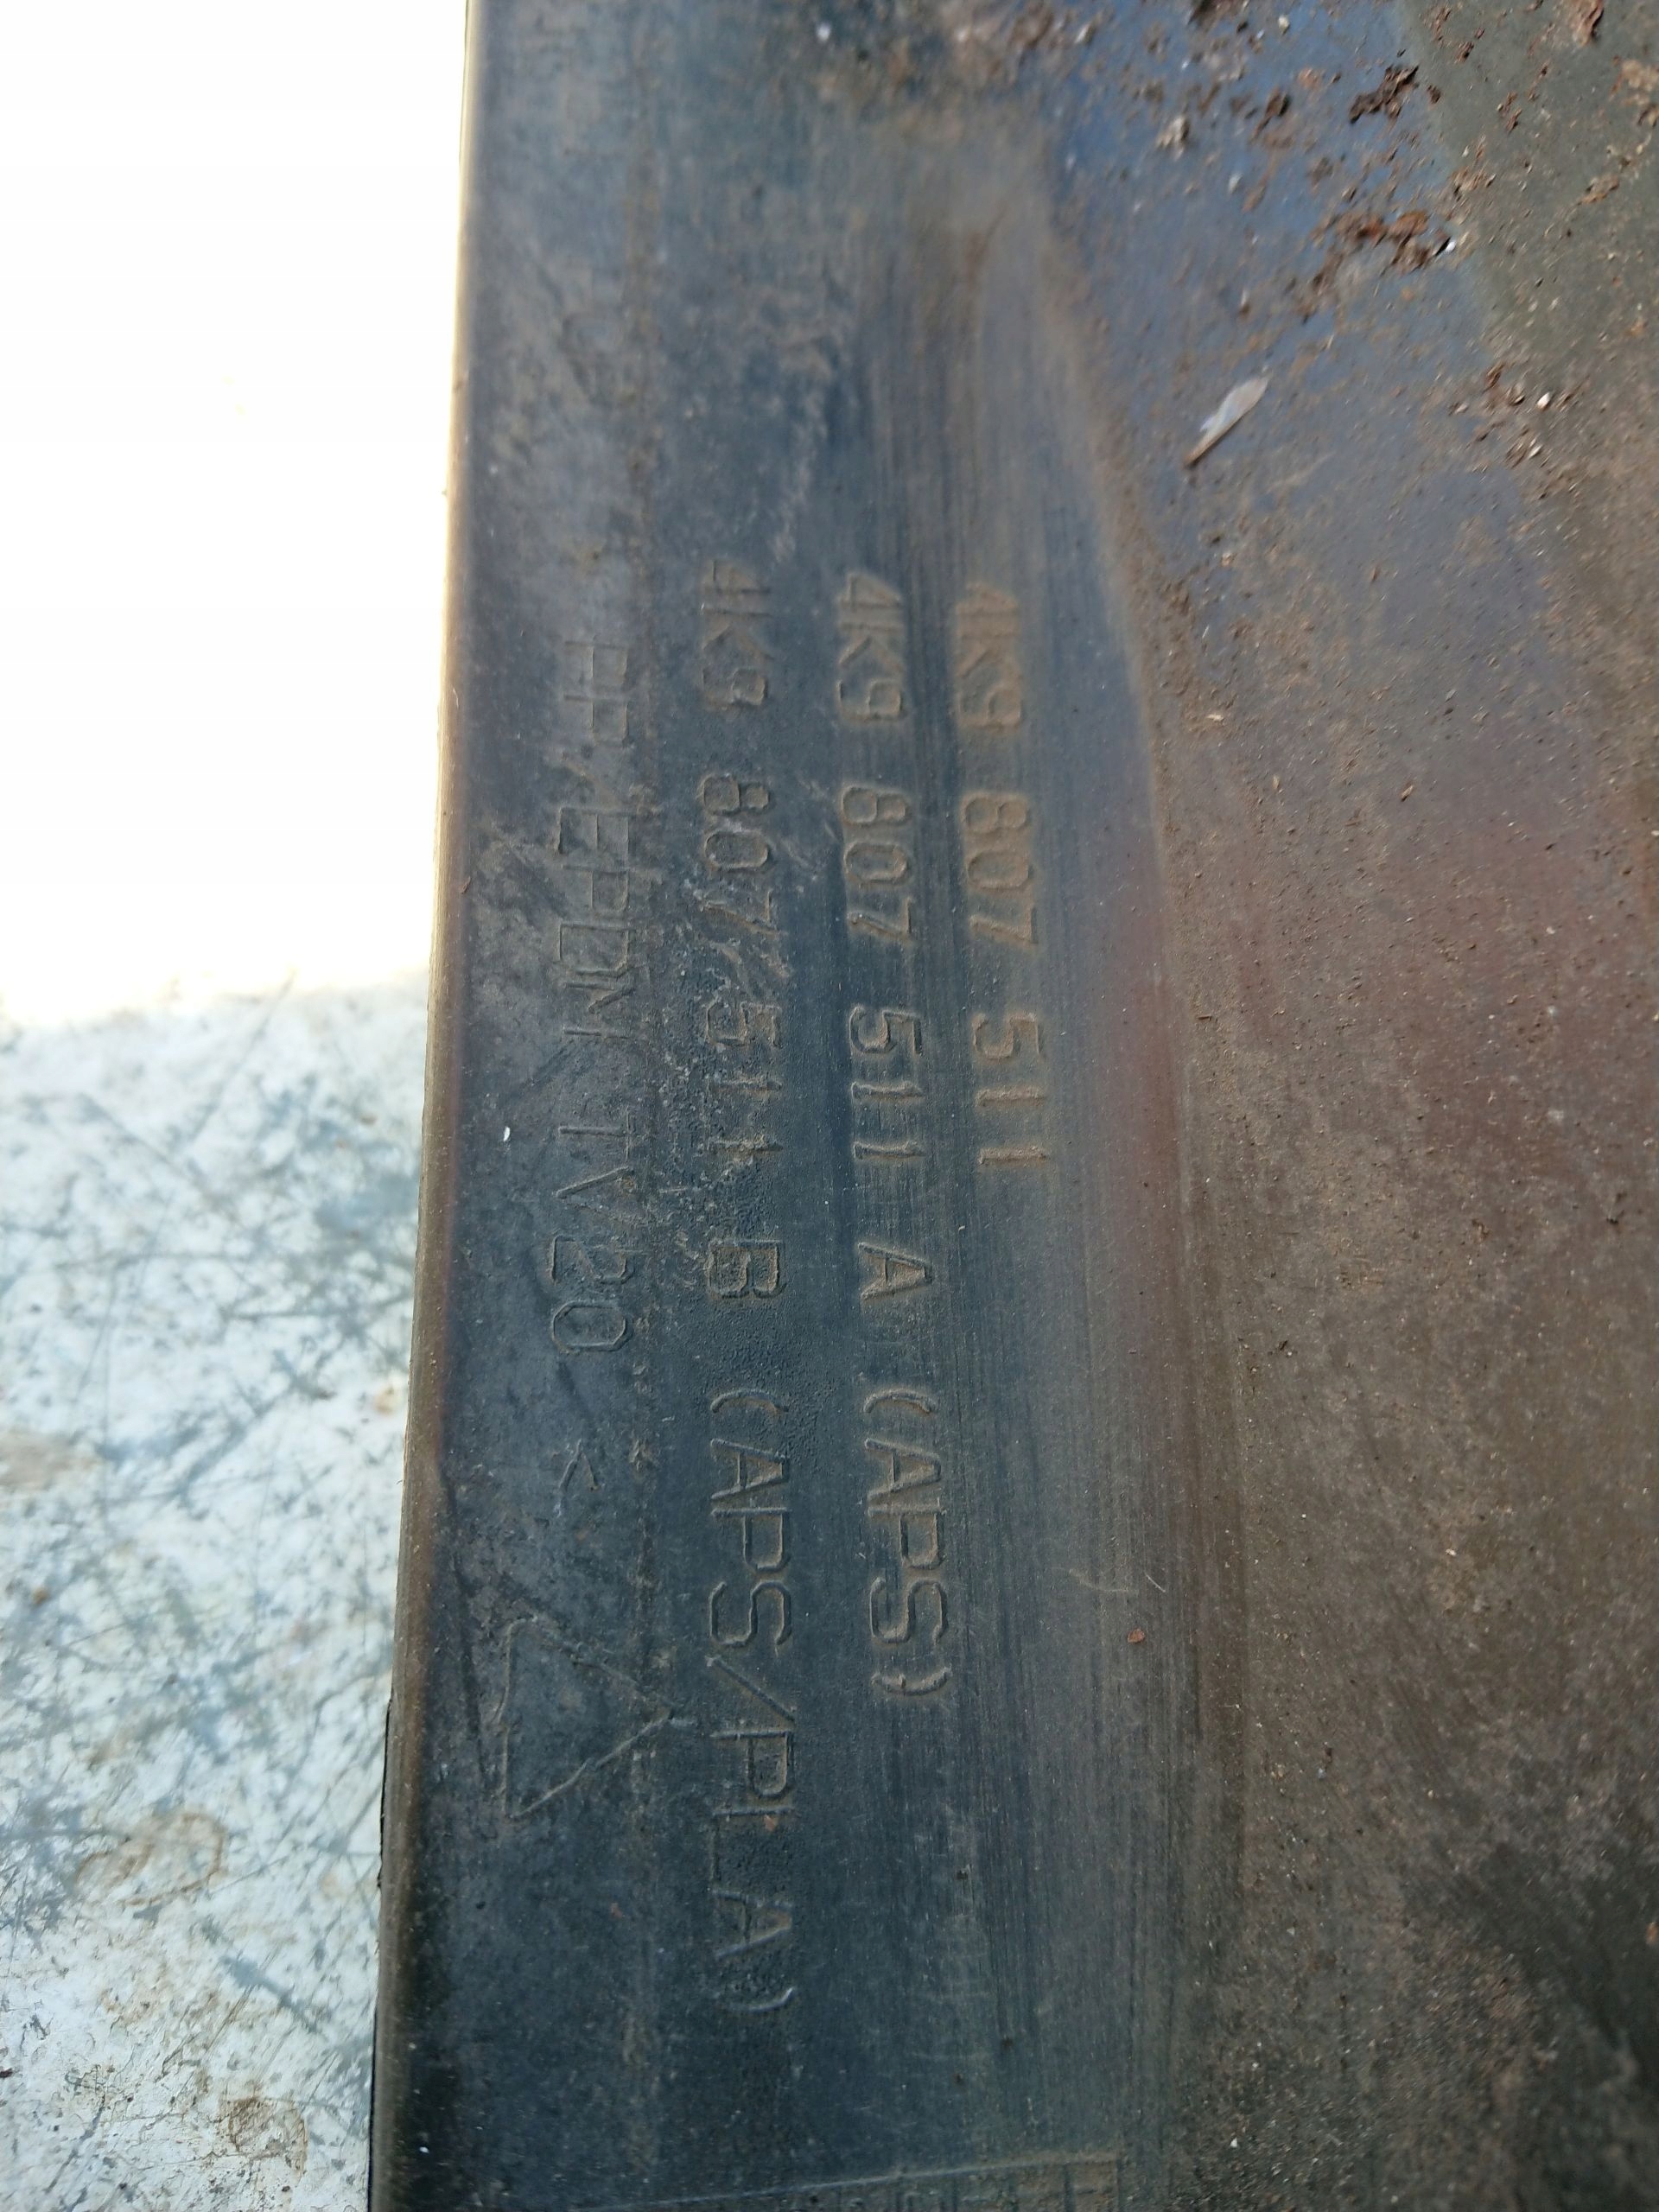 4K9 807 511
4K9 807 511 A (APS)
4K9 807 511 B (APS/PLA)
PP/EPDM TV20 <